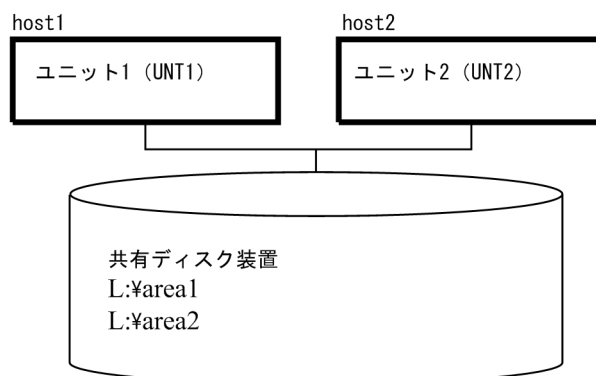 host1
host2
ユニット1(UNT1)
ユニット2(UNT2)
共有ディスク装置
L:¥area1
L:¥area2